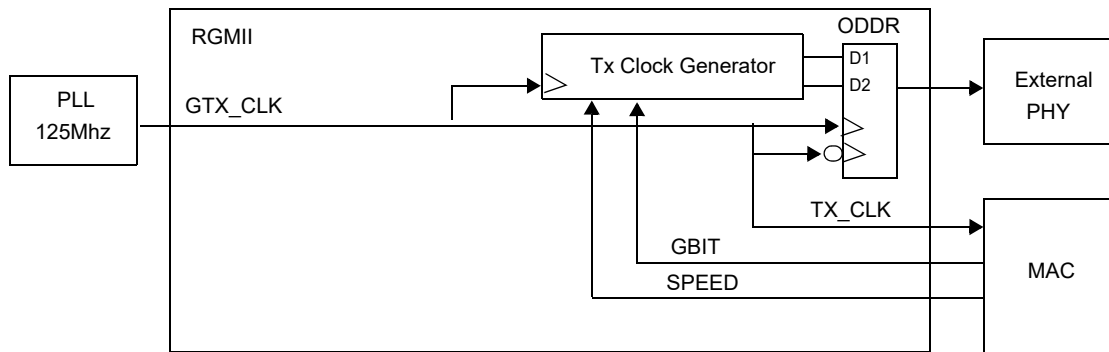 RGMII
ODDR
Tx Clock Generator
D1
D2
PLL
125Mhz
GTX_CLK
External
PHY
TX_CLK
GBIT
SPEED
MAC